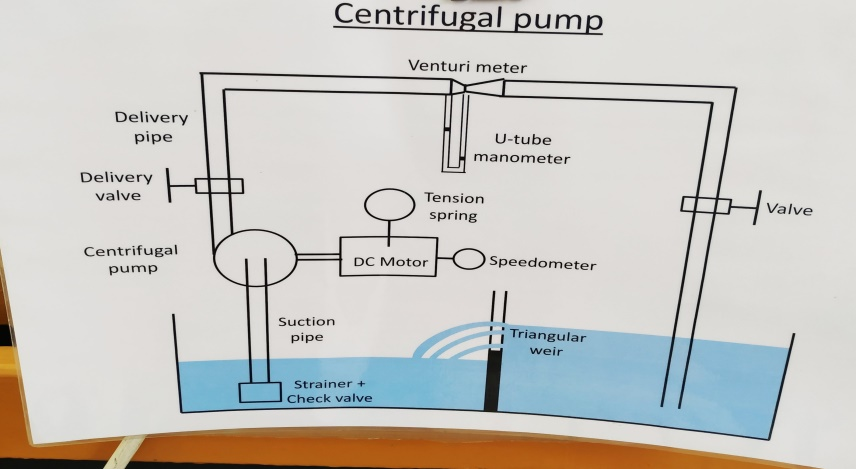 Centrifugal pump
Venturi meter
Delivery
pipe
U-tube
manometer
Delivery
valve
Tension
spring
Valve
Centrifugal
pump
DC Motor
Speedometer
Suction
pipe
Triangular
weir
Strainer +
Check valve